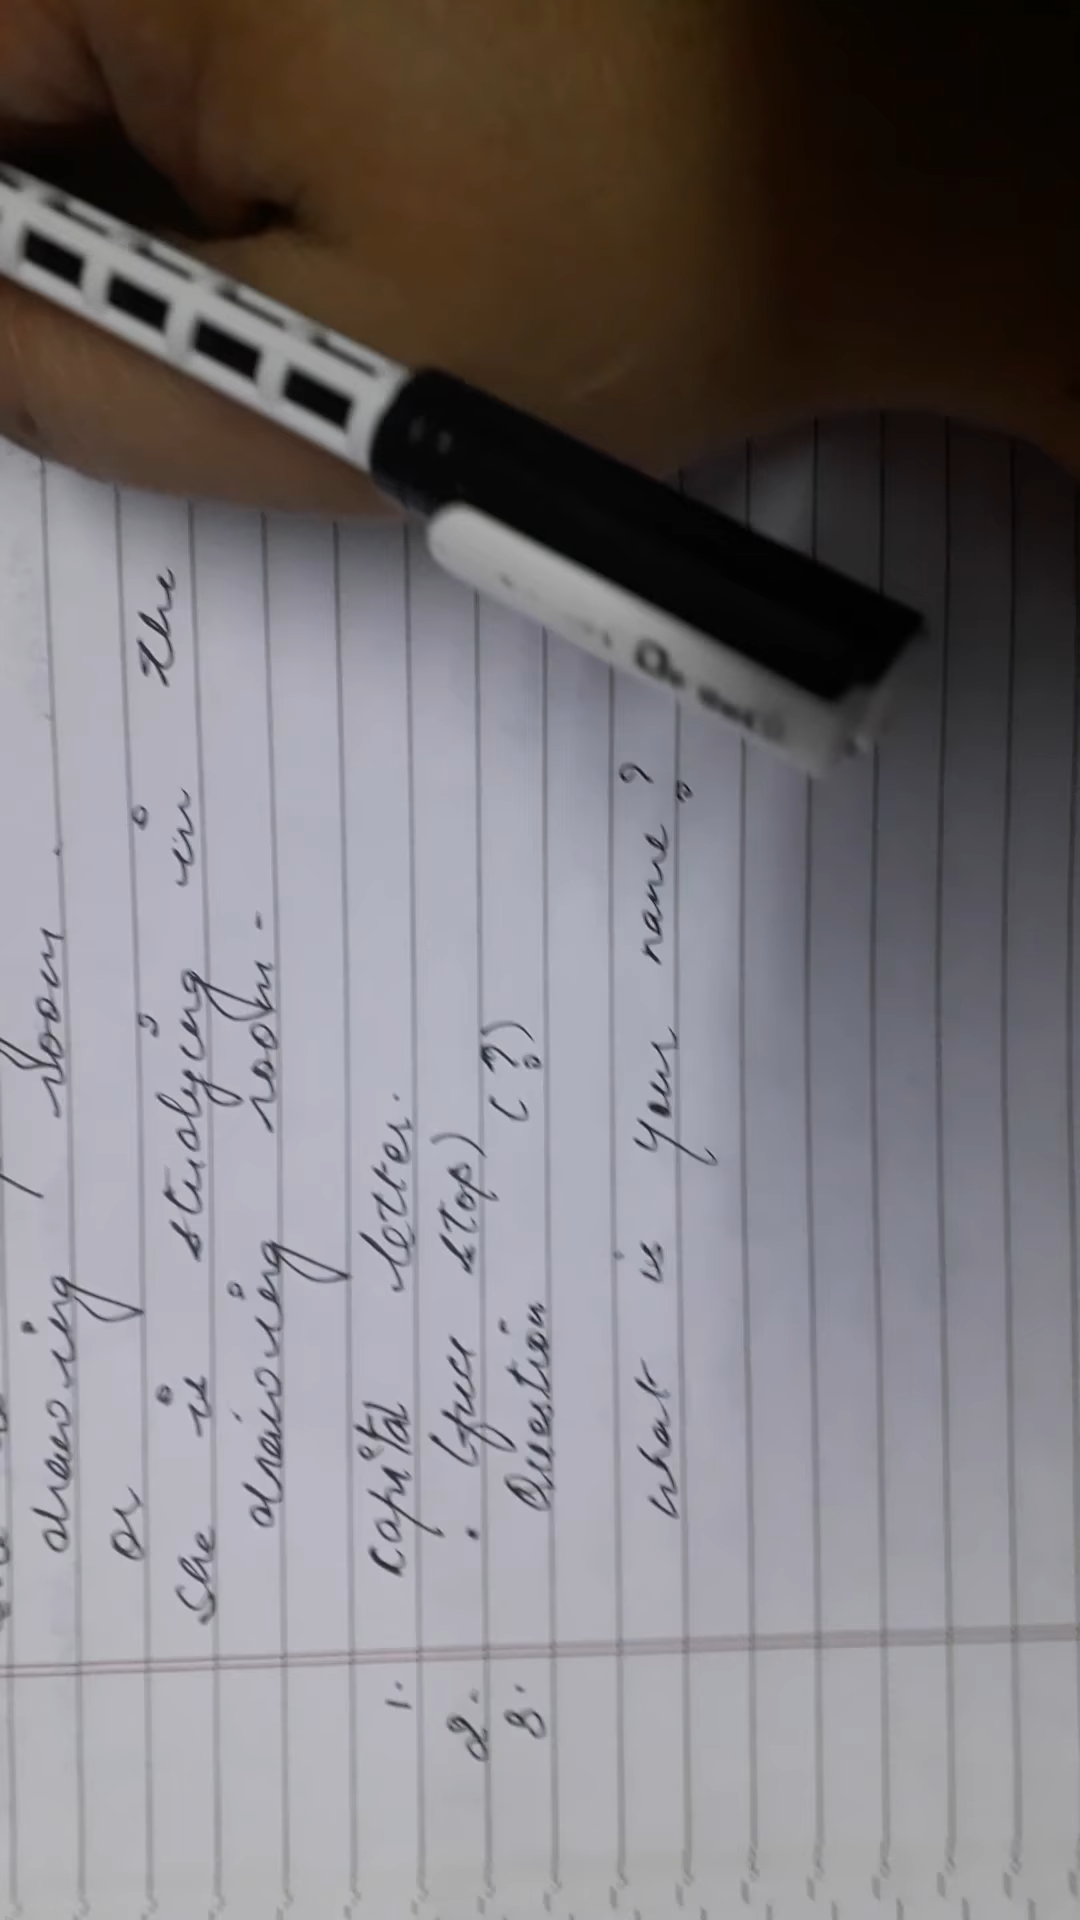 drawing room.
or
She is studying in the
drawing room.
1. capital letter.
2. . (full stop)
3. Question (?)
what is your name?